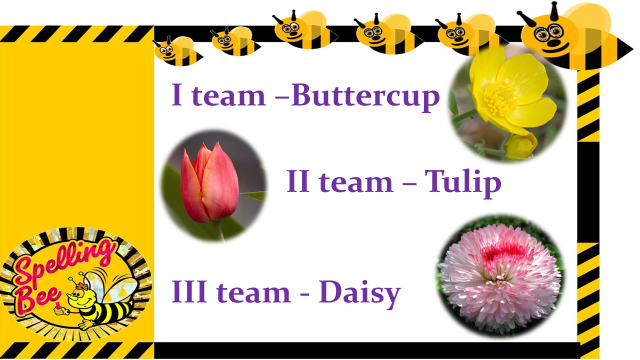 I team –Buttercup
II team – Tulip
III team - Daisy
Spelling
Bee